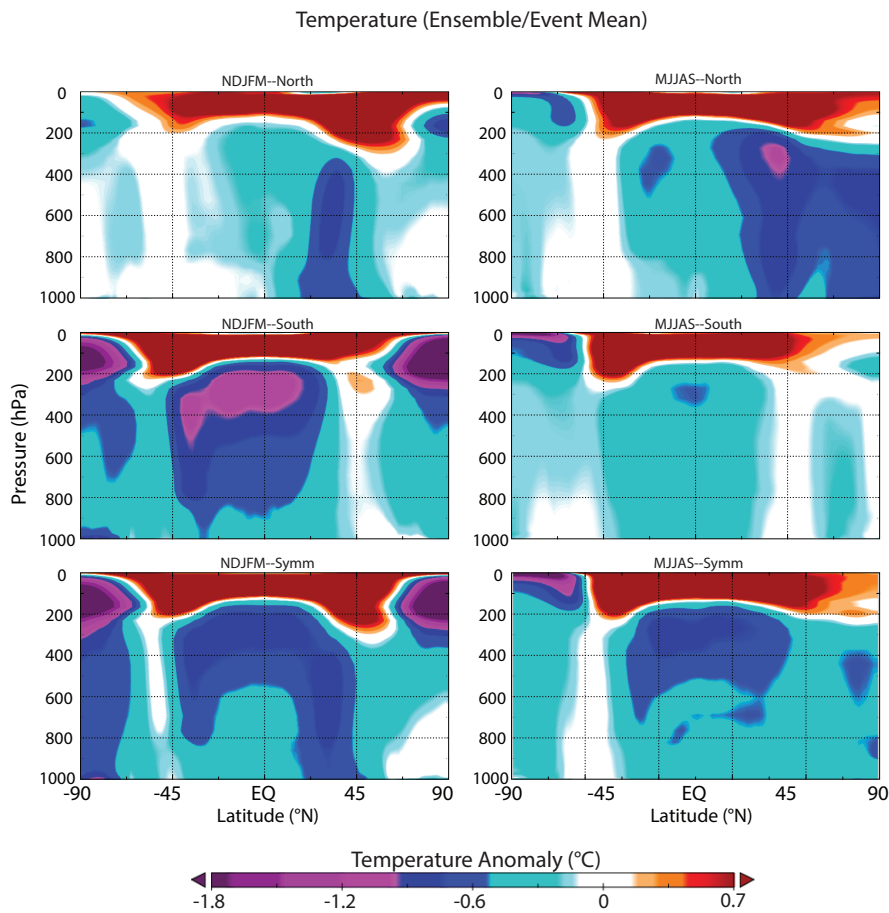 Temperature (Ensemble/Event Mean)
NDJFM--North
MJJAS--North
0
200
400
600
800
1000
0
200
400
600
800
1000
NDJFM--South
MJJAS--South
Pressure (hPa)
0
200
400
600
800
1000
0
200
400
600
800
1000
NDJFM--Symm
MJJAS--Symm
0
200
400
600
800
1000
0
200
400
600
800
1000
-90 -45 EQ 45 90
-90 -45 EQ 45 90
Latitude (°N)
Latitude (°N)
Temperature Anomaly (°C)
-1.8 -1.2 -0.6 0 0.7